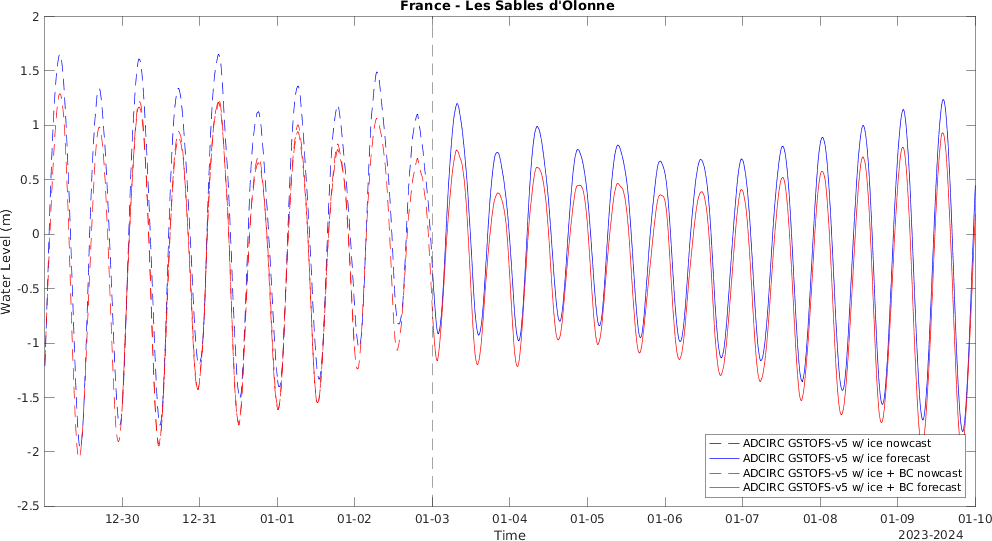 France - Les Sables d'Olonne
2
1.5
1
0.5
0
-0.5
-1
-1.5
-2
-2.5
Water Level (m)
12-30 12-31 01-01 01-02 01-03 01-04 01-05 01-06 01-07 01-08 01-09 01-10
Time
2023-2024
ADCIRC GSTOFS-v5 w/ ice nowcast
ADCIRC GSTOFS-v5 w/ ice forecast
ADCIRC GSTOFS-v5 w/ ice + BC nowcast
ADCIRC GSTOFS-v5 w/ ice + BC forecast